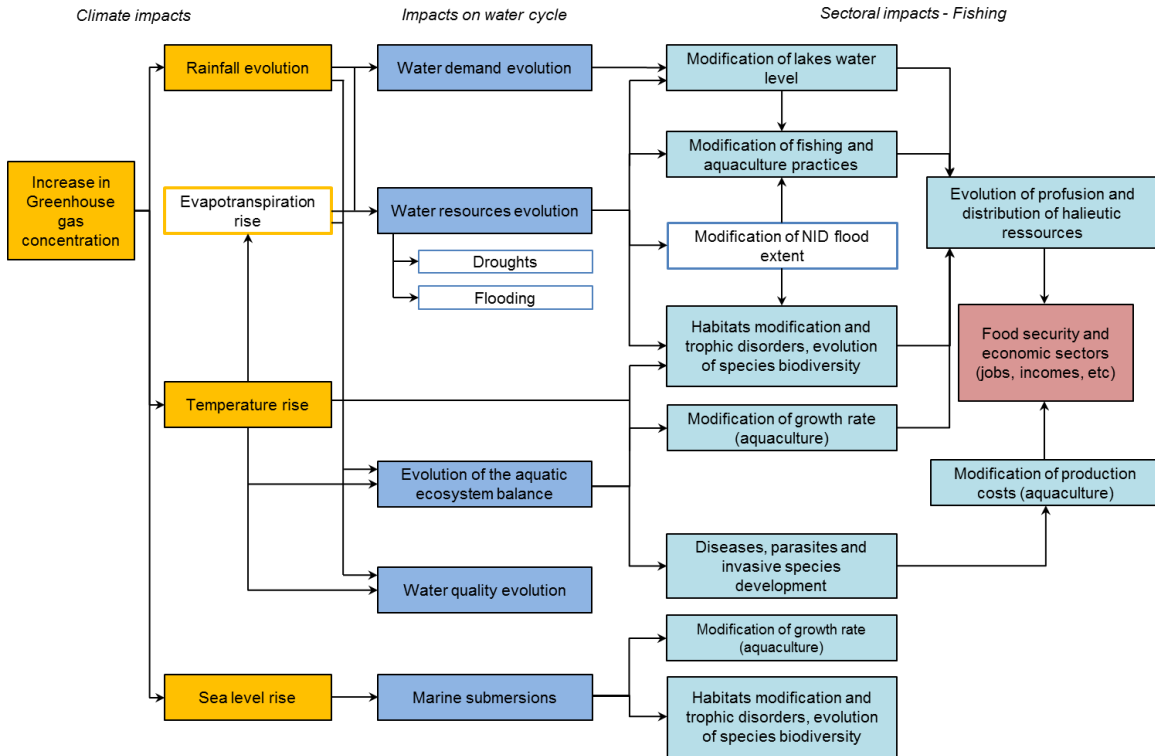 Climate impacts
Impacts on water cycle
Sectoral impacts - Fishing
Rainfall evolution
Water demand evolution
Modification of lakes water
level
Modification of fishing and
aquaculture practices
Increase in
Greenhouse
gas
concentration
Evapotranspiration
rise
Water resources evolution
Evolution of profusion and
distribution of halieutic
ressources
Modification of NID flood
extent
Droughts
Flooding
Habitats modification and
trophic disorders, evolution
of species biodiversity
Food security and
economic sectors
(jobs, incomes, etc)
Temperature rise
Modification of growth rate
(aquaculture)
Evolution of the aquatic
ecosystem balance
Modification of production
costs (aquaculture)
Diseases, parasites and
invasive species
development
Water quality evolution
Modification of growth rate
(aquaculture)
Sea level rise
Marine submersions
Habitats modification and
trophic disorders, evolution of
species biodiversity